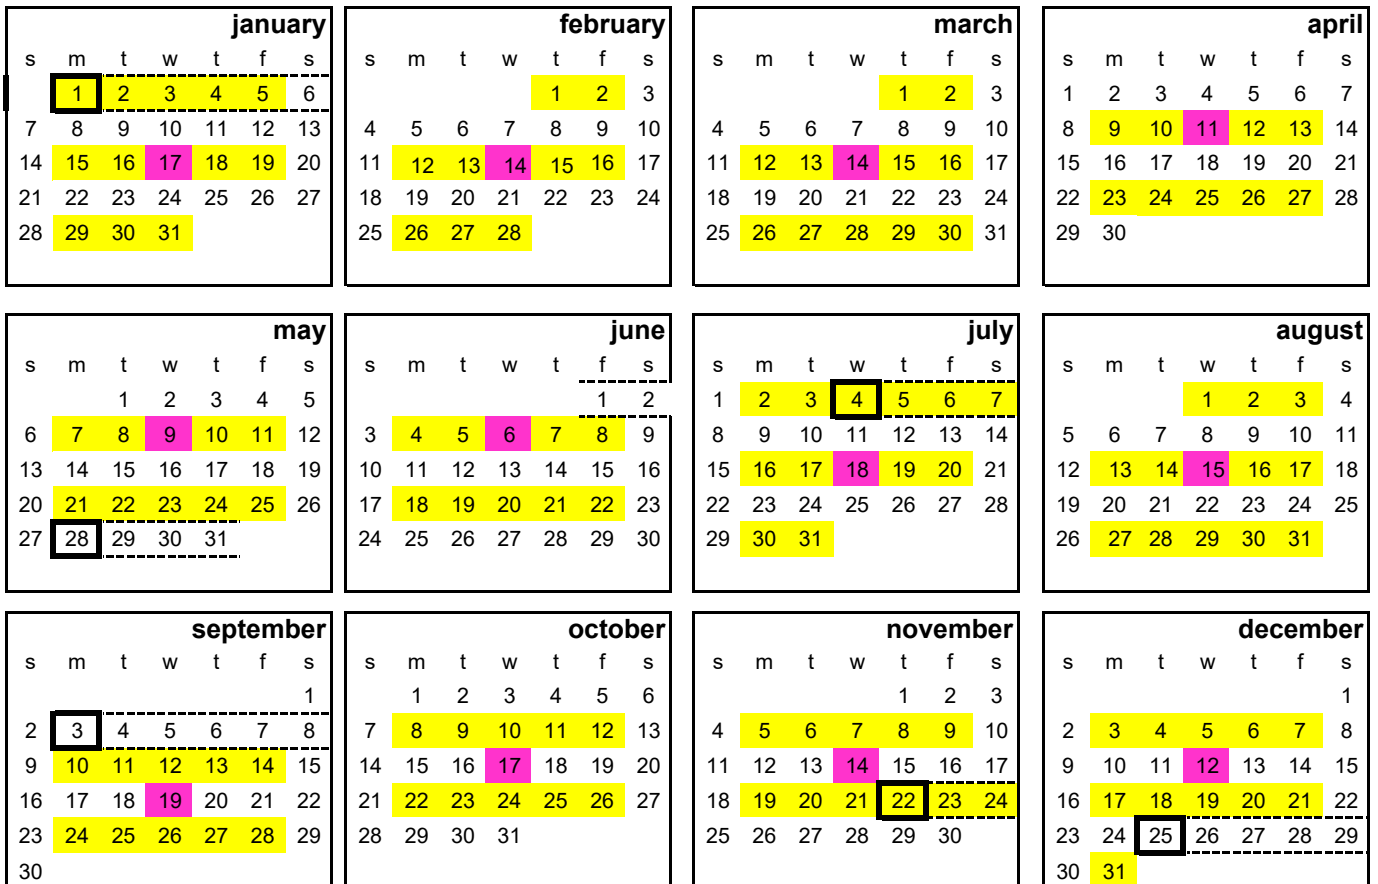 january
s m t w t f s
1 2 3 4 5 6
7 8 9 10 11 12 13
14 15 16 17 18 19 20
21 22 23 24 25 26 27
28 29 30 31
february
s m t w t f s
1 2 3
4 5 6 7 8 9 10
11 12 13 14 15 16 17
18 19 20 21 22 23 24
25 26 27 28
march
s m t w t f s
1 2 3
4 5 6 7 8 9 10
11 12 13 14 15 16 17
18 19 20 21 22 23 24
25 26 27 28 29 30 31
april
s m t w t f s
1 2 3 4 5 6 7
8 9 10 11 12 13 14
15 16 17 18 19 20 21
22 23 24 25 26 27 28
29 30
may
s m t w t f s
1 2 3 4 5
6 7 8 9 10 11 12
13 14 15 16 17 18 19
20 21 22 23 24 25 26
27 28 29 30 31
june
s m t w t f s
1 2
3 4 5 6 7 8 9
10 11 12 13 14 15 16
17 18 19 20 21 22 23
24 25 26 27 28 29 30
july
s m t w t f s
1 2 3 4 5 6 7
8 9 10 11 12 13 14
15 16 17 18 19 20 21
22 23 24 25 26 27 28
29 30 31
august
s m t w t f s
1 2 3 4
5 6 7 8 9 10 11
12 13 14 15 16 17 18
19 20 21 22 23 24 25
26 27 28 29 30 31
september
s m t w t f s
1
2 3 4 5 6 7 8
9 10 11 12 13 14 15
16 17 18 19 20 21 22
23 24 25 26 27 28 29
30
october
s m t w t f s
1 2 3 4 5 6
7 8 9 10 11 12 13
14 15 16 17 18 19 20
21 22 23 24 25 26 27
28 29 30 31
november
s m t w t f s
1 2 3
4 5 6 7 8 9 10
11 12 13 14 15 16 17
18 19 20 21 22 23 24
25 26 27 28 29 30
december
s m t w t f s
1
2 3 4 5 6 7 8
9 10 11 12 13 14 15
16 17 18 19 20 21 22
23 24 25 26 27 28 29
30 31